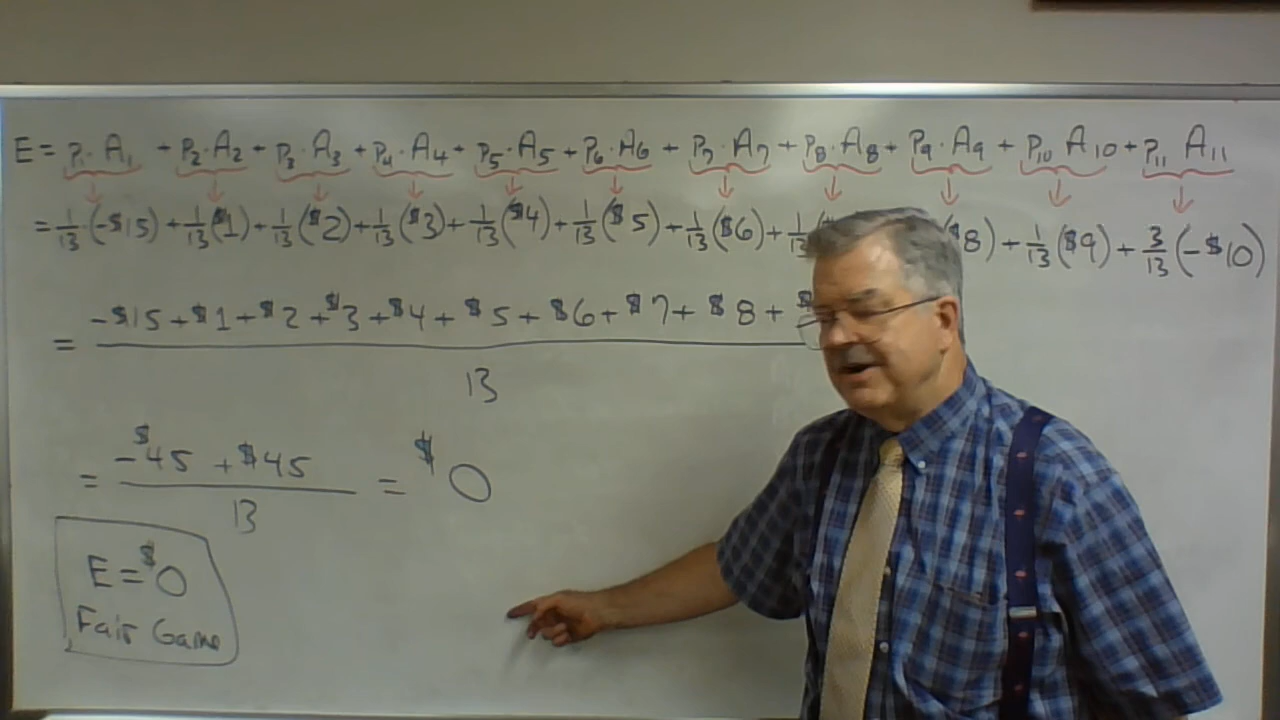 E = P₁·A₁ + P₂·A₂ + P₃·A₃ + P₄·A₄ + P₅·A₅ + P₆·A₆ + P₇·A₇ + P₈·A₈ + P₉·A₉ + P₁₀ A₁₀ + P₁₁ A₁₁
= 1/13·(-$15) + 1/13($1) + 1/13($2) + 1/13($3) + 1/13($4) + 1/13($5) + 1/13($6) + 1/13 $8) + 1/13($9) + 3/13(-$10)
= -$15 + $1 + $2 + $3 + $4 + $5 + $6 + $7 + $8 + $
13
= -$45 + $45 = $0
13
E = $0
Fair Game